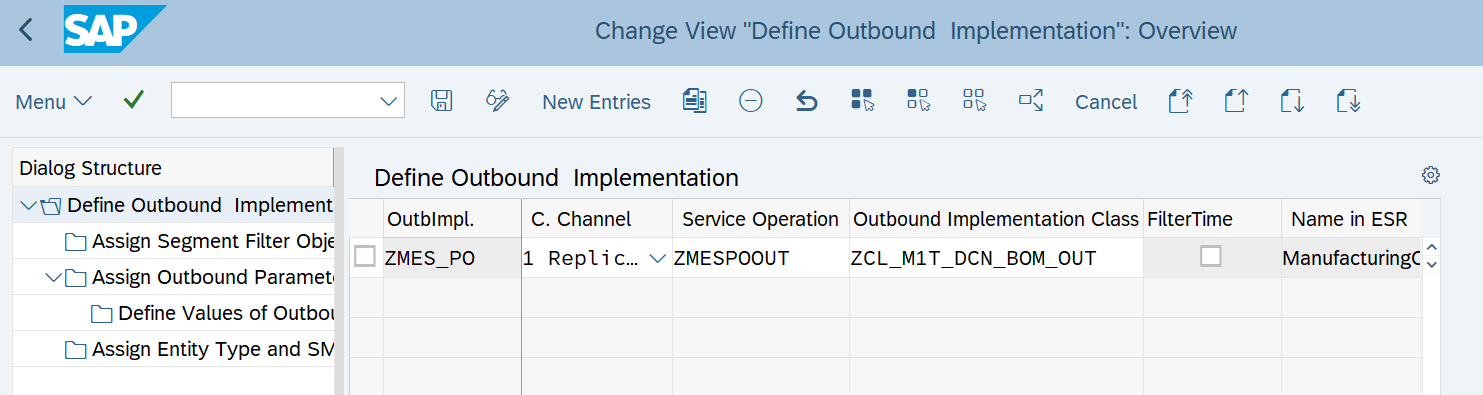 SAP
Change View "Define Outbound  Implementation": Overview
Menu
New Entries
Cancel
Dialog Structure
Define Outbound  Implement
Assign Segment Filter Obje
Assign Outbound Paramet
Define Values of Outbou
Assign Entity Type and SM
Define Outbound  Implementation
OutbImpl. C. Channel Service Operation Outbound Implementation Class FilterTime Name in ESR
ZMES_PO 1 Replic… ZMESPOOUT ZCL_M1T_DCN_BOM_OUT ManufacturingC